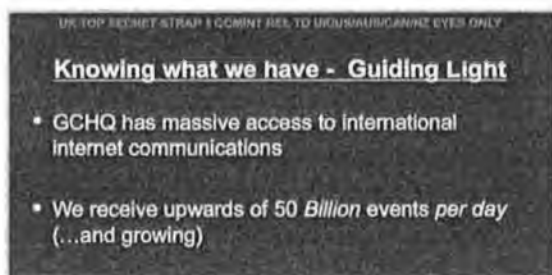 UK TOP SECRET STRAP 1 COMINT REL TO UK/US/AUS/CAN/NZ EYES ONLY
Knowing what we have - Guiding Light
• GCHQ has massive access to international
internet communications
• We receive upwards of 50 Billion events per day
(...and growing)